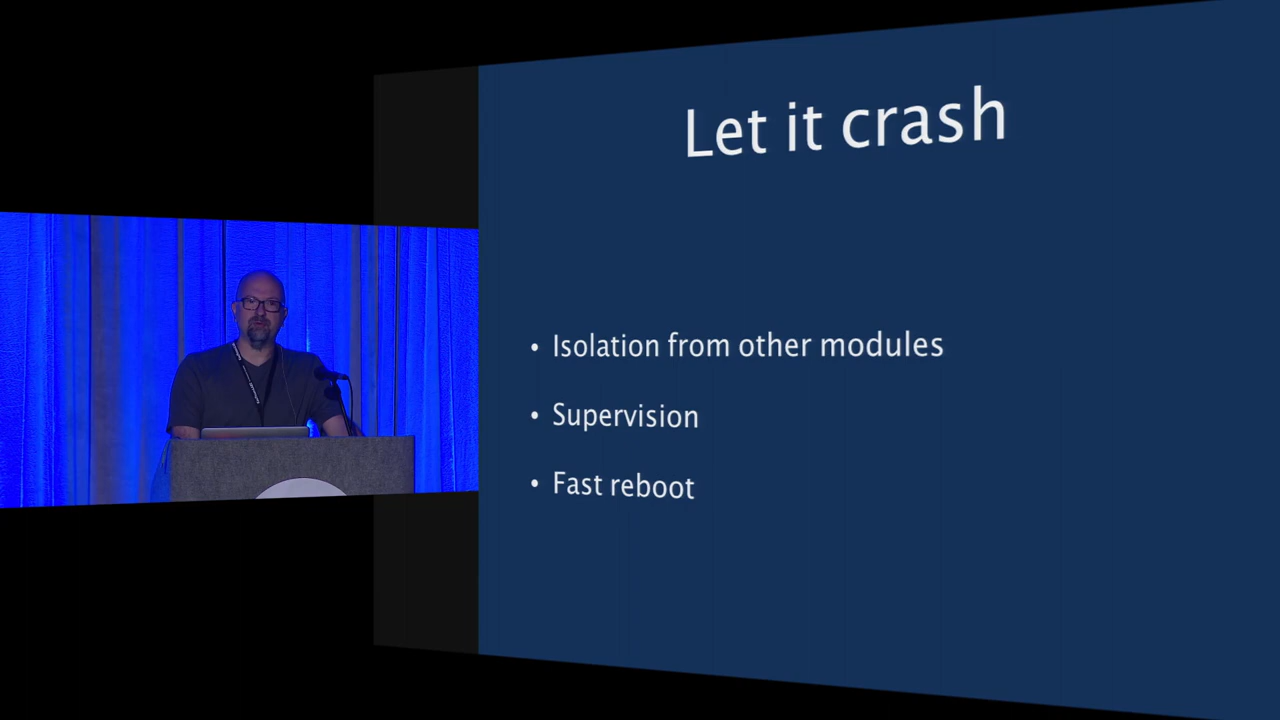 Let it crash
• Isolation from other modules
• Supervision
• Fast reboot